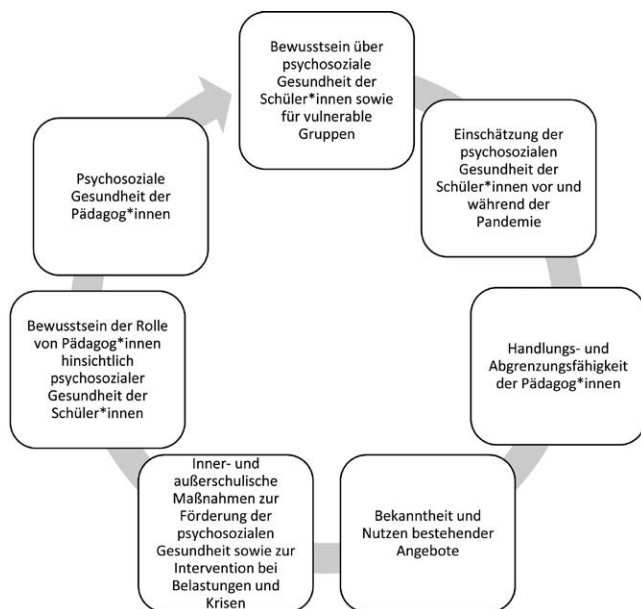 Bewusstsein über
psychosoziale
Gesundheit der
Schüler*innen sowie
für vulnerable
Gruppen
Einschätzung der
psychosozialen
Gesundheit der
Schüler*innen vor und
während der
Pandemie
Handlungs- und
Abgrenzungsfähigkeit
der Pädagog*innen
Bekanntheit und
Nutzen bestehender
Angebote
Inner- und
außerschulische
Maßnahmen zur
Förderung der
psychosozialen
Gesundheit sowie zur
Intervention bei
Belastungen und
Krisen
Bewusstsein der Rolle
von Pädagog*innen
hinsichtlich
psychosozialer
Gesundheit der
Schüler*innen
Psychosoziale
Gesundheit der
Pädagog*innen